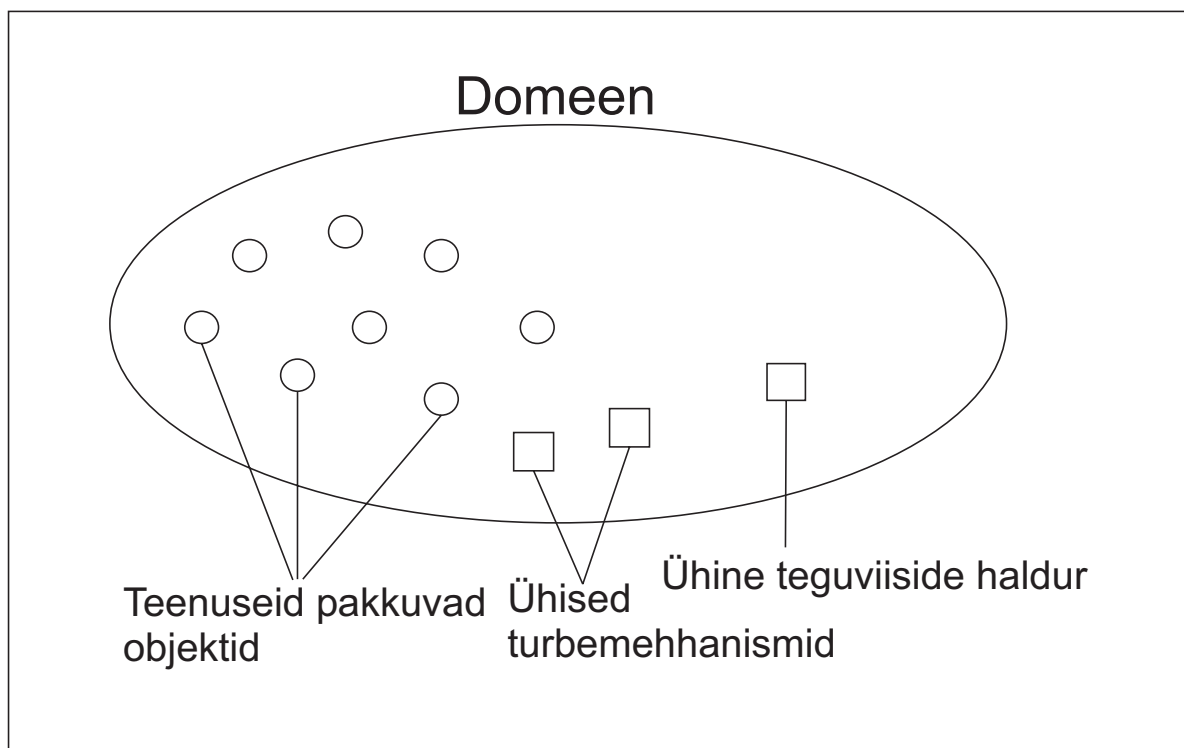 Domeen
Teenuseid pakkuvad
objektid
Ühised
turbemehhanismid
Ühine teguviiside haldur